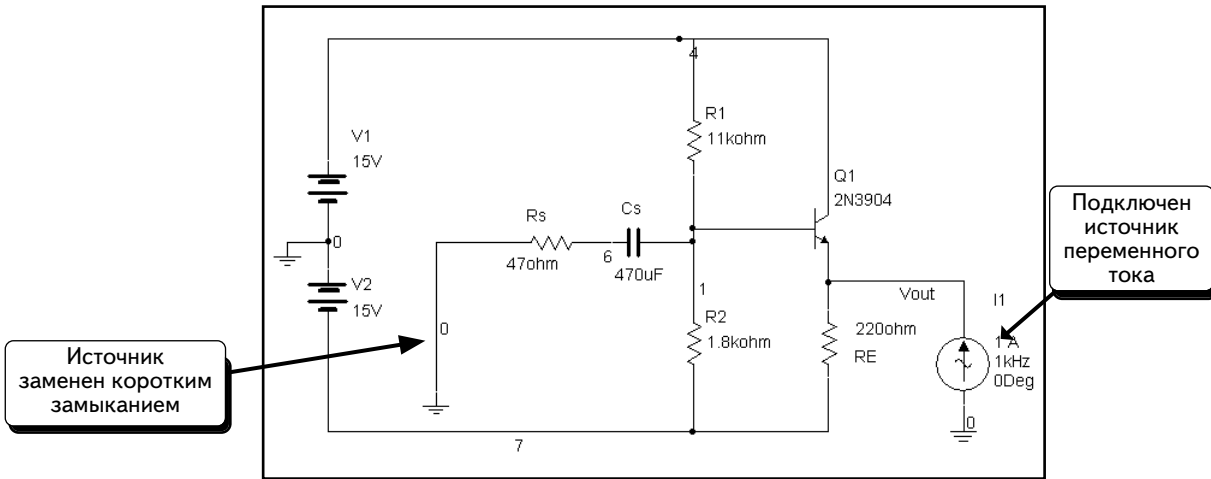 4
R1
11kohm
V1
15V
Q1
2N3904
Подключен
источник
переменного
тока
Rs
Cs
0
6
47ohm
470uF
V2
15V
1
Vout
I1
R2
1.8kohm
220ohm
RE
1 A
1kHz
0Deg
0
Источник
заменен коротким
замыканием
0
7